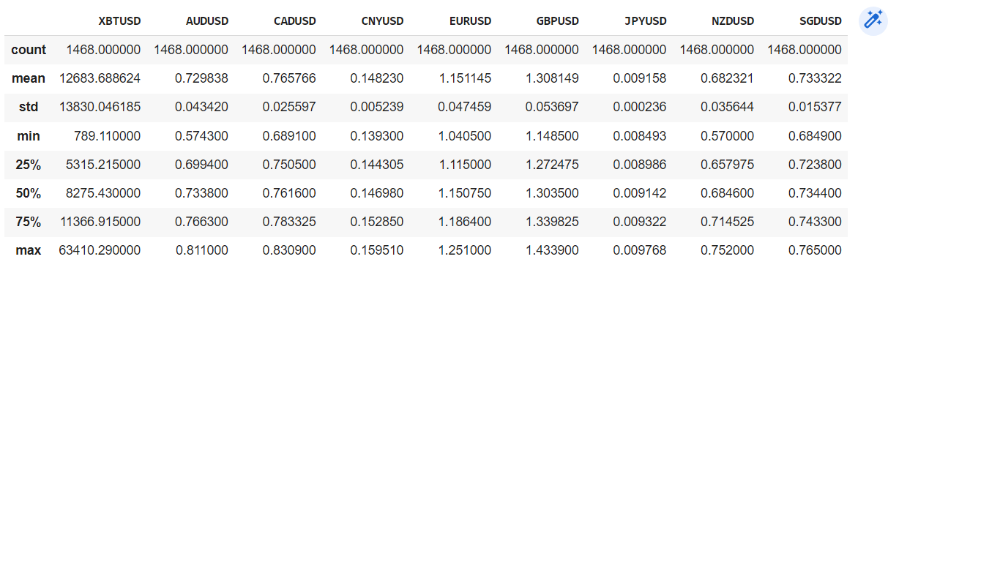 XBTUSD AUDUSD CADUSD CNYUSD EURUSD GBPUSD JPYUSD NZDUSD SGDUSD
count 1468.000000 1468.000000 1468.000000 1468.000000 1468.000000 1468.000000 1468.000000 1468.000000 1468.000000
mean 12683.688624 0.729838 0.765766 0.148230 1.151145 1.308149 0.009158 0.682321 0.733322
std 13830.046185 0.043420 0.025597 0.005239 0.047459 0.053697 0.000236 0.035644 0.015377
min 789.110000 0.574300 0.689100 0.139300 1.040500 1.148500 0.008493 0.570000 0.684900
25% 5315.215000 0.699400 0.750500 0.144305 1.115000 1.272475 0.008986 0.657975 0.723800
50% 8275.430000 0.733800 0.761600 0.146980 1.150750 1.303500 0.009142 0.684600 0.734400
75% 11366.915000 0.766300 0.783325 0.152850 1.186400 1.339825 0.009322 0.714525 0.743300
max 63410.290000 0.811000 0.830900 0.159510 1.251000 1.433900 0.009768 0.752000 0.765000